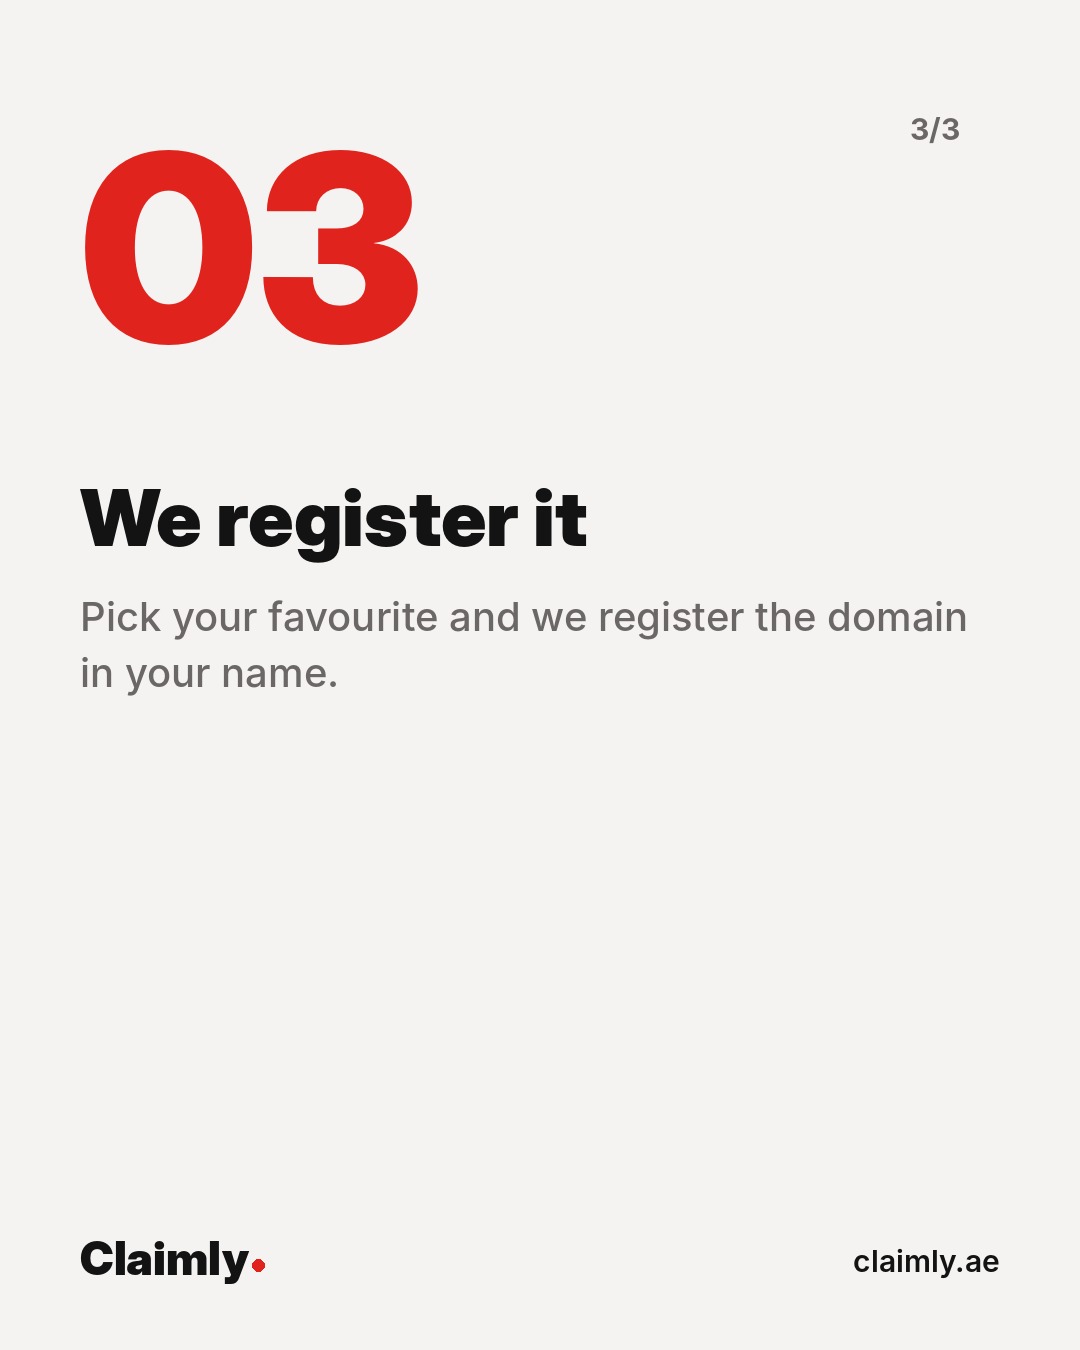 3/3
03
We register it
Pick your favourite and we register the domain
in your name.
Claimly.
claimly.ae